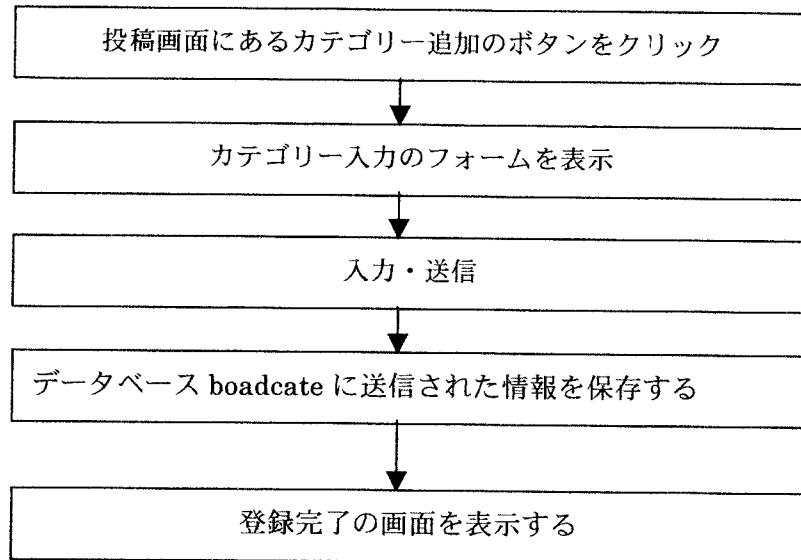 投稿画面にあるカテゴリー追加のボタンをクリック
カテゴリー入力のフォームを表示
入力・送信
データベース boadcate に送信された情報を保存する
登録完了の画面を表示する